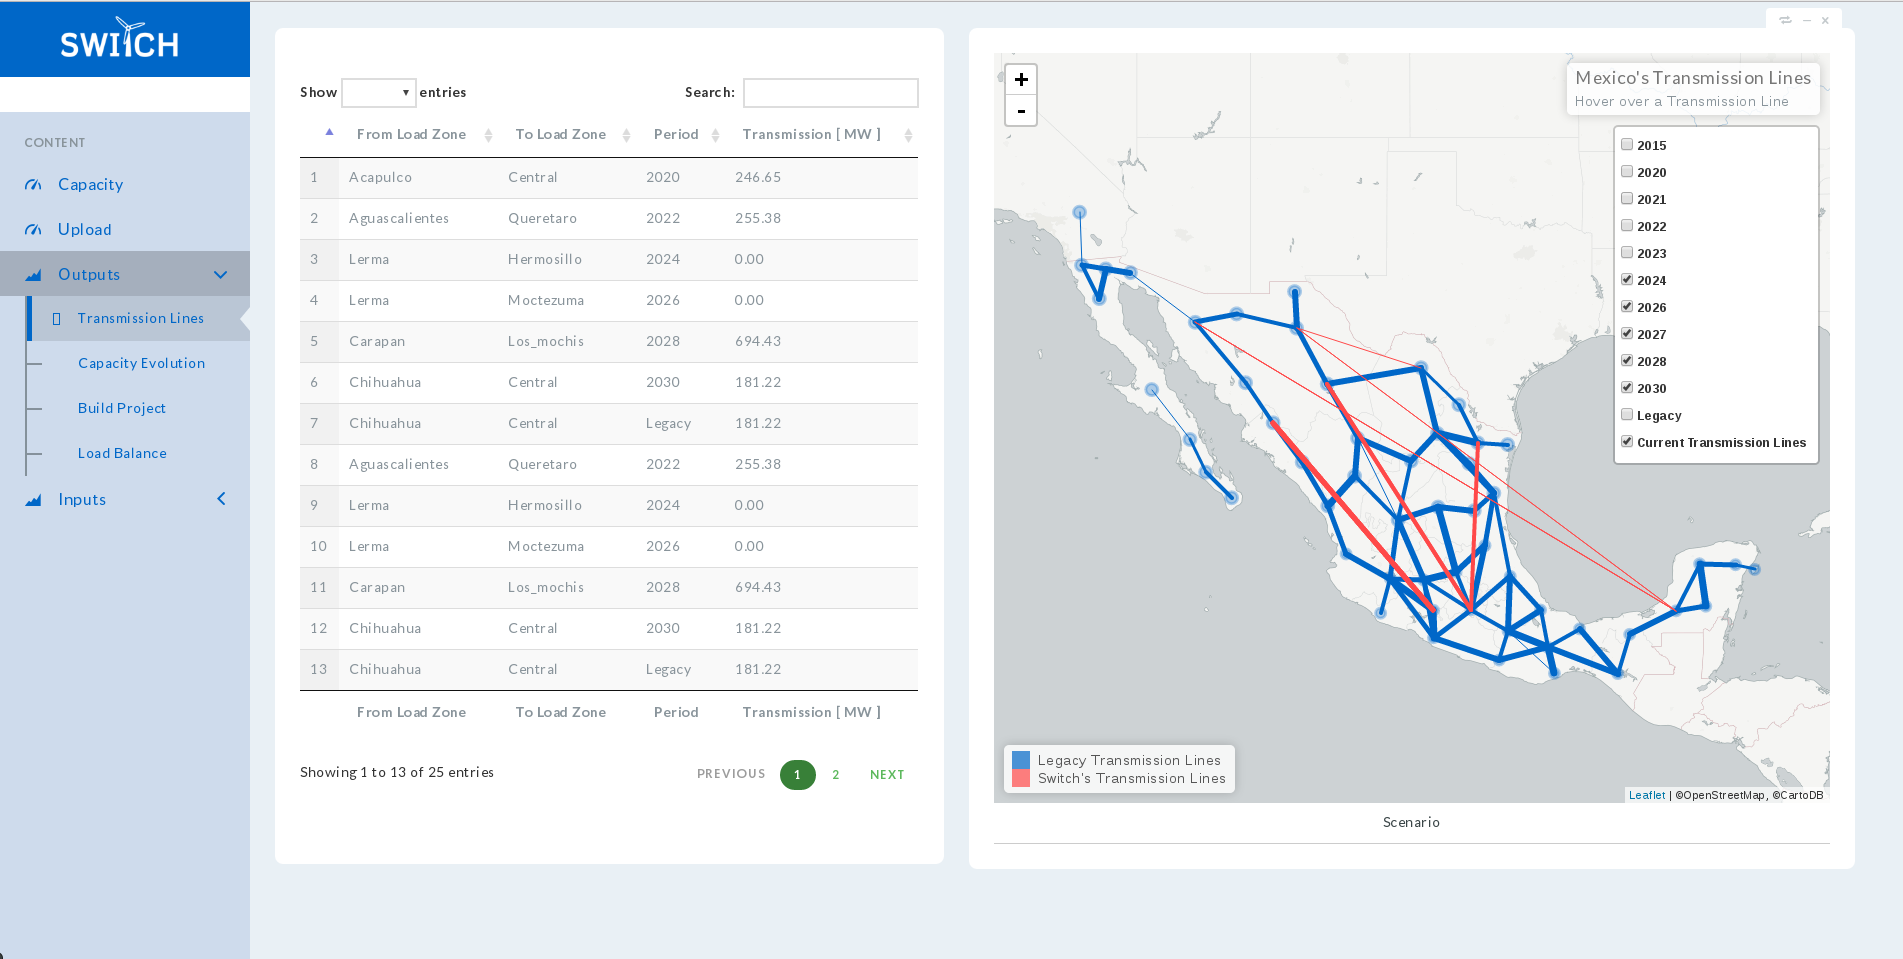 SWITCH
CONTENT
Capacity
Upload
Outputs
Transmission Lines
Capacity Evolution
Build Project
Load Balance
Inputs
Show entries Search:
From Load Zone To Load Zone Period Transmission [ MW ]
1 Acapulco Central 2020 246.65
2 Aguascalientes Queretaro 2022 255.38
3 Lerma Hermosillo 2024 0.00
4 Lerma Moctezuma 2026 0.00
5 Carapan Los_mochis 2028 694.43
6 Chihuahua Central 2030 181.22
7 Chihuahua Central Legacy 181.22
8 Aguascalientes Queretaro 2022 255.38
9 Lerma Hermosillo 2024 0.00
10 Lerma Moctezuma 2026 0.00
11 Carapan Los_mochis 2028 694.43
12 Chihuahua Central 2030 181.22
13 Chihuahua Central Legacy 181.22
From Load Zone To Load Zone Period Transmission [ MW ]
Showing 1 to 13 of 25 entries PREVIOUS 1 2 NEXT
+
-
Mexico's Transmission Lines
Hover over a Transmission Line
2015
2020
2021
2022
2023
2024
2026
2027
2028
2030
Legacy
Current Transmission Lines
Legacy Transmission Lines
Switch's Transmission Lines
Leaflet | ©OpenStreetMap, ©CartoDB
Scenario